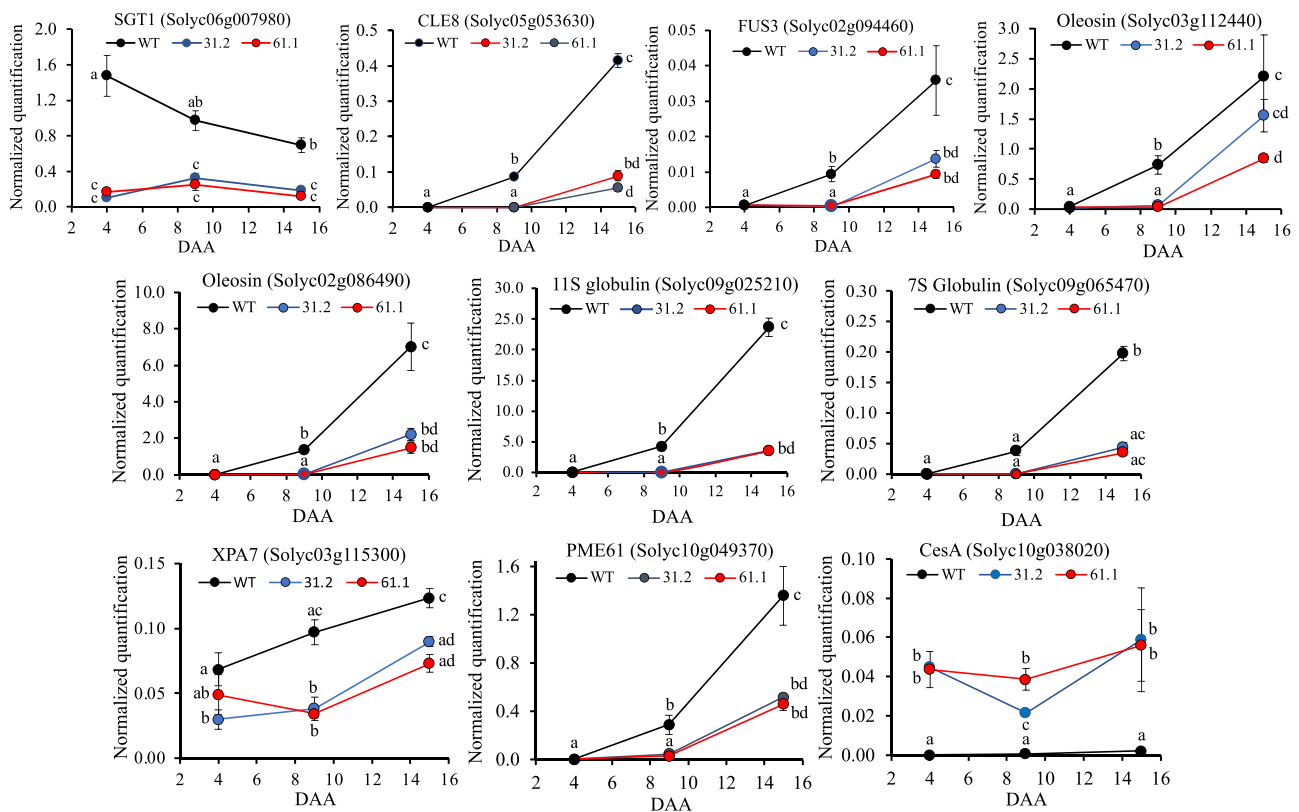 SGT1 (Solyc06g007980)
WT 31.2 61.1
Normalized quantification
1.6
1.2
0.8
0.4
0.0
a
ab
b
c
c
c
c
c
c
2 4 6 8 10 12 14 16
DAA
CLE8 (Solyc05g053630)
WT 31.2 61.1
Normalized quantification
0.5
0.4
0.3
0.2
0.1
0.0
a
b
a
c
bd
d
2 4 6 8 10 12 14 16
DAA
FUS3 (Solyc02g094460)
WT 31.2 61.1
Normalized quantification
0.05
0.04
0.03
0.02
0.01
0.00
a
b
a
c
bd
bd
2 4 6 8 10 12 14 16
DAA
Oleosin (Solyc03g112440)
WT 31.2 61.1
Normalized quantification
3.0
2.5
2.0
1.5
1.0
0.5
0.0
a
b
a
c
cd
d
2 4 6 8 10 12 14 16
DAA
Oleosin (Solyc02g086490)
WT 31.2 61.1
Normalized quantification
10.0
8.0
6.0
4.0
2.0
0.0
a
b
a
c
bd
bd
2 4 6 8 10 12 14 16
DAA
11S globulin (Solyc09g025210)
WT 31.2 61.1
Normalized quantification
30.0
25.0
20.0
15.0
10.0
5.0
0.0
a
b
a
c
bd
2 4 6 8 10 12 14 16
DAA
7S Globulin (Solyc09g065470)
WT 31.2 61.1
Normalized quantification
0.30
0.25
0.20
0.15
0.10
0.05
0.00
a
a
a
b
ac
ac
2 4 6 8 10 12 14 16
DAA
XPA7 (Solyc03g115300)
WT 31.2 61.1
Normalized quantification
0.15
0.10
0.05
0.00
a
ab
b
ac
b
b
c
ad
ad
2 4 6 8 10 12 14 16
DAA
PME61 (Solyc10g049370)
WT 31.2 61.1
Normalized quantification
1.6
1.2
0.8
0.4
0.0
a
b
a
c
bd
bd
2 4 6 8 10 12 14 16
DAA
CesA (Solyc10g038020)
WT 31.2 61.1
Normalized quantification
0.10
0.08
0.06
0.04
0.02
0.00
b
b
a
b
c
a
b
b
a
2 4 6 8 10 12 14 16
DAA